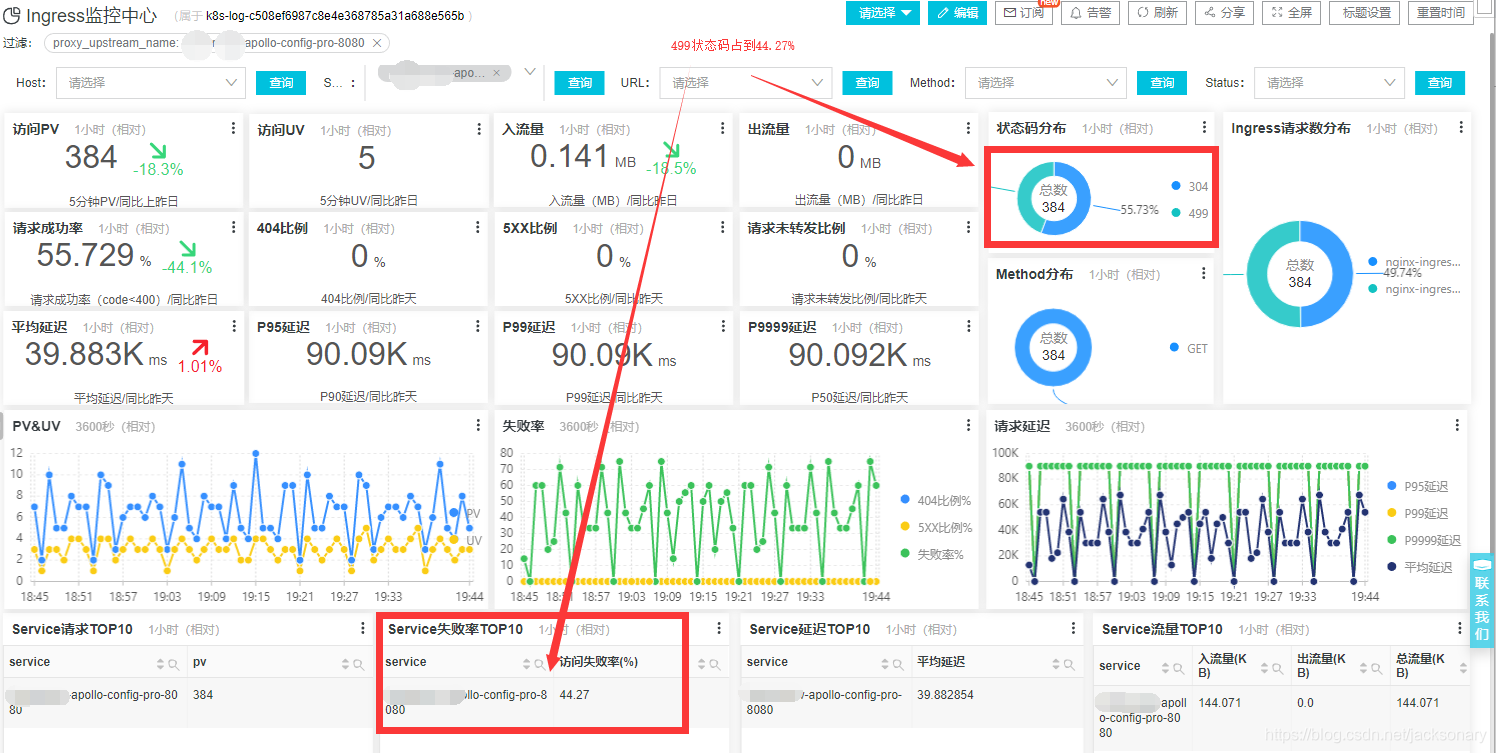 Ingress监控中心 (属于 k8s-log-c508ef6987c8e4e368785a31a688e565b )
请选择 编辑 订阅 new 告警 刷新 分享 全屏 标题设置 重置时间
过滤: proxy_upstream_name: apollo-config-pro-8080 ×
499状态码占到44.27%
Host: 请选择 查询 S... : -apo... × 查询 URL: 请选择 查询 Method: 请选择 查询 Status: 请选择 查询
访问PV 1小时（相对）
384 -18.3%
5分钟PV/同比上昨日
访问UV 1小时（相对）
5
5分钟UV/同比昨日
入流量 1小时（相对）
0.141 MB -18.5%
入流量（MB）/同比昨日
出流量 1小时（相对）
0 MB
出流量（MB）/同比昨日
状态码分布 1小时（相对）
总数
384
55.73%
304
499
Ingress请求数分布 1小时（相对）
总数
384
nginx-ingres...
49.74%
nginx-ingres...
请求成功率 1小时（相对）
55.729 % -44.1%
请求成功率（code<400）/同比昨日
404比例 1小时（相对）
0 %
404比例/同比昨天
5XX比例 1小时（相对）
0 %
5XX比例/同比昨天
请求未转发比例 1小时（相对）
0 %
请求未转发比例/同比昨天
Method分布 1小时（相对）
总数
384
GET
平均延迟 1小时（相对）
39.883K ms 1.01%
平均延迟/同比昨天
P95延迟 1小时（相对）
90.09K ms
P90延迟/同比昨天
P99延迟 1小时（相对）
90.09K ms
P99延迟/同比昨天
P9999延迟 1小时（相对）
90.092K ms
P50延迟/同比昨天
PV&UV 3600秒（相对）
12
10
8
6
4
2
0
18:45 18:51 18:57 19:03 19:09 19:15 19:21 19:27 19:33 19:44
PV
UV
失败率 3600秒（相对）
80
70
60
50
40
30
20
10
0
18:45 18:51 18:57 19:03 19:09 19:15 19:21 19:27 19:33 19:44
404比例%
5XX比例%
失败率%
请求延迟 3600秒（相对）
100K
80K
60K
40K
20K
0
18:45 18:51 18:57 19:03 19:09 19:15 19:21 19:27 19:33 19:44
P95延迟
P99延迟
P9999延迟
平均延迟
联系我们
Service请求TOP10 1小时（相对）
service pv
-apollo-config-pro-80 384
80
Service失败率TOP10 1小时（相对）
service 访问失败率(%)
ollo-config-pro-8 44.27
080
Service延迟TOP10 1小时（相对）
service 平均延迟
-apollo-config-pro- 39.882854
8080
Service流量TOP10 1小时（相对）
service 入流量(KB) 出流量(KB) 总流量(KB)
apoll 144.071 0.0 144.071
o-config-pro-80
80
https://blog.csdn.net/jacksonary